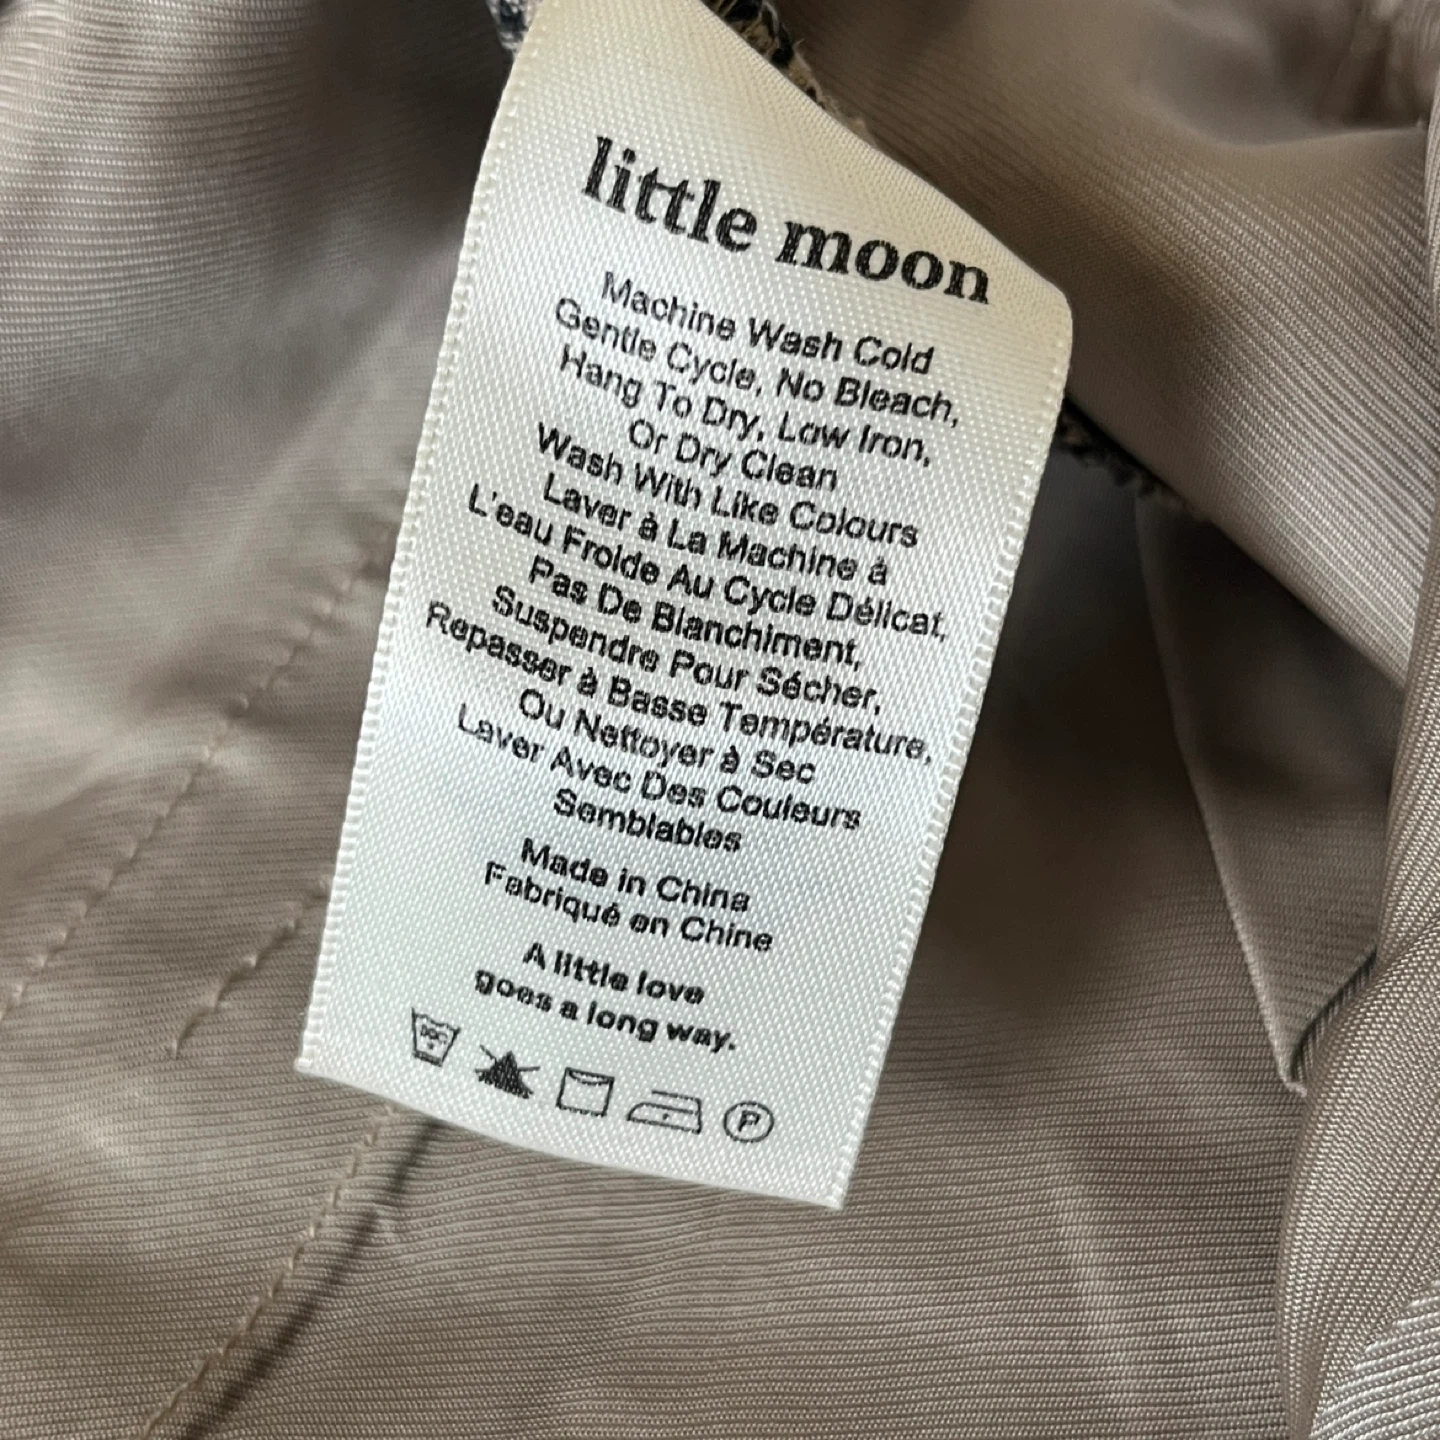 little moon
Machine Wash Cold
Gentle Cycle, No Bleach,
Hang To Dry, Low Iron,
Or Dry Clean
Wash With Like Colours
Laver à La Machine à
L'eau Froide Au Cycle Délicat,
Pas De Blanchiment,
Suspendre Pour Sécher,
Repasser à Basse Température,
Ou Nettoyer à Sec
Laver Avec Des Couleurs
Semblables
Made in China
Fabriqué en Chine
A little love
goes a long way.
P